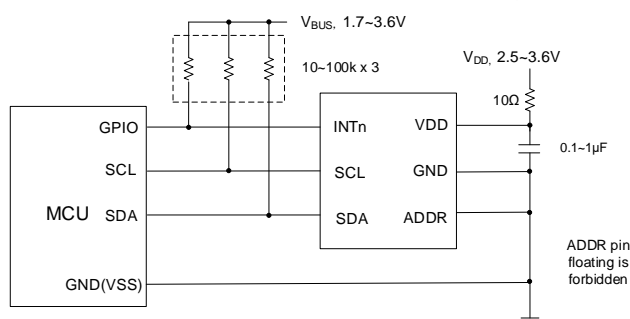 VBUS, 1.7~3.6V
VDD, 2.5~3.6V
10~100k x 3
10Ω
GPIO
INTn
VDD
0.1~1µF
SCL
SCL
GND
MCU
SDA
SDA
ADDR
ADDR pin
floating is
forbidden
GND(VSS)